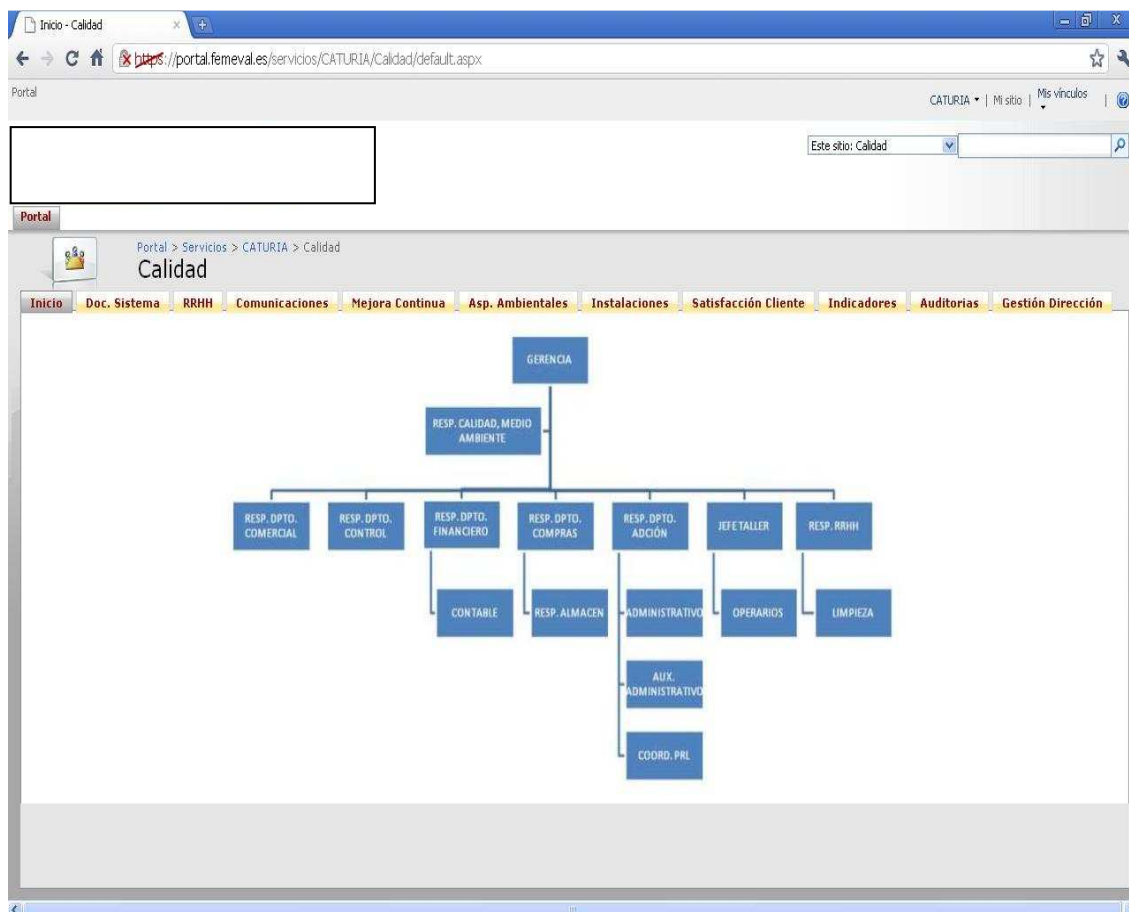 Inicio - Calidad
https://portal.femeval.es/servicios/CATURIA/Calidad/default.aspx
Portal
CATURIA | Mi sitio | Mis vínculos |
Este sitio: Calidad
Portal
Portal > Servicios > CATURIA > Calidad
Calidad
Inicio Doc. Sistema RRHH Comunicaciones Mejora Continua Asp. Ambientales Instalaciones Satisfacción Cliente Indicadores Auditorias Gestión Dirección
GERENCIA
RESP. CALIDAD, MEDIO
AMBIENTE
RESP. DPTO.
COMERCIAL
RESP. DPTO.
CONTROL
RESP. DPTO.
FINANCIERO
RESP. DPTO.
COMPRAS
RESP. DPTO.
ADCIÓN
JEFE TALLER
RESP. RRHH
CONTABLE
RESP. ALMACEN
ADMINISTRATIVO
OPERARIOS
LIMPIEZA
AUX.
ADMINISTRATIVO
COORD. PRL